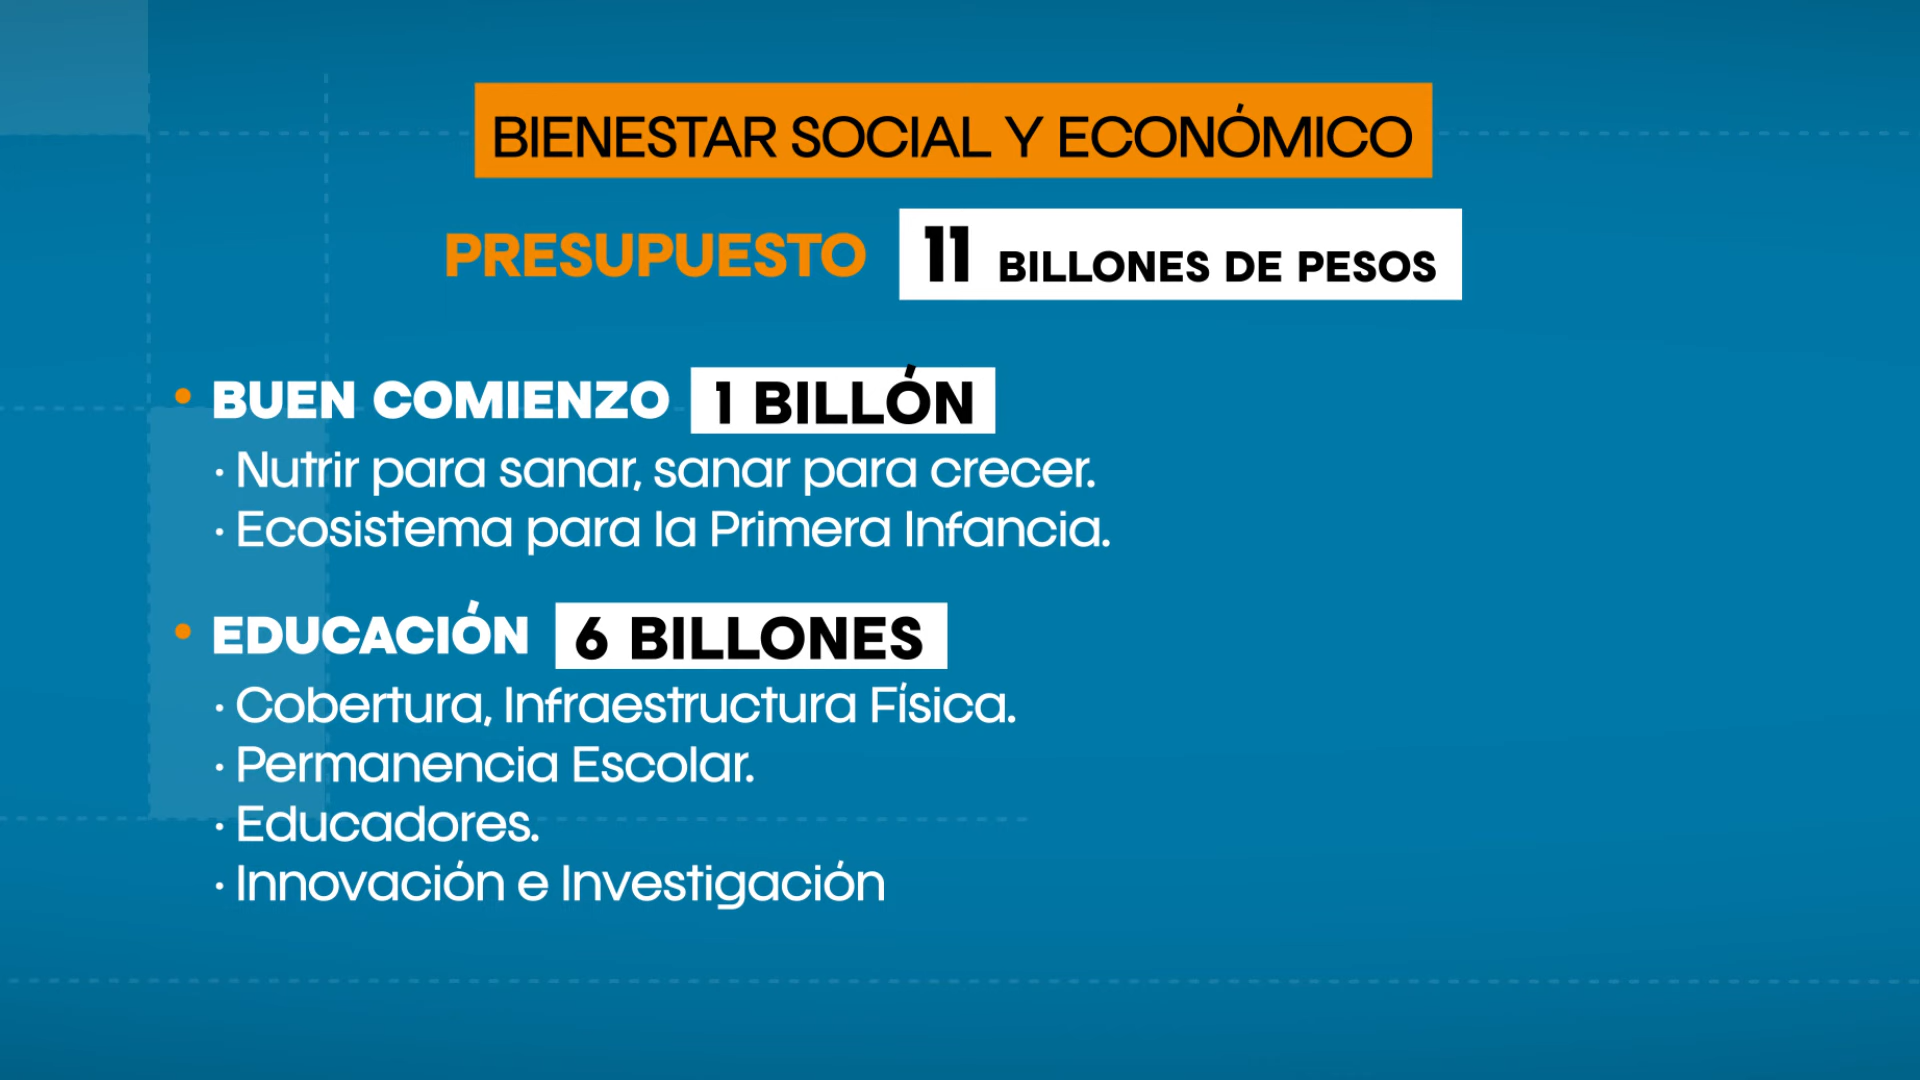 BIENESTAR SOCIAL Y ECONÓMICO
PRESUPUESTO 11 BILLONES DE PESOS
• BUEN COMIENZO 1 BILLÓN
· Nutrir para sanar, sanar para crecer.
· Ecosistema para la Primera Infancia.
• EDUCACIÓN 6 BILLONES
· Cobertura, Infraestructura Física.
· Permanencia Escolar.
· Educadores.
· Innovación e Investigación